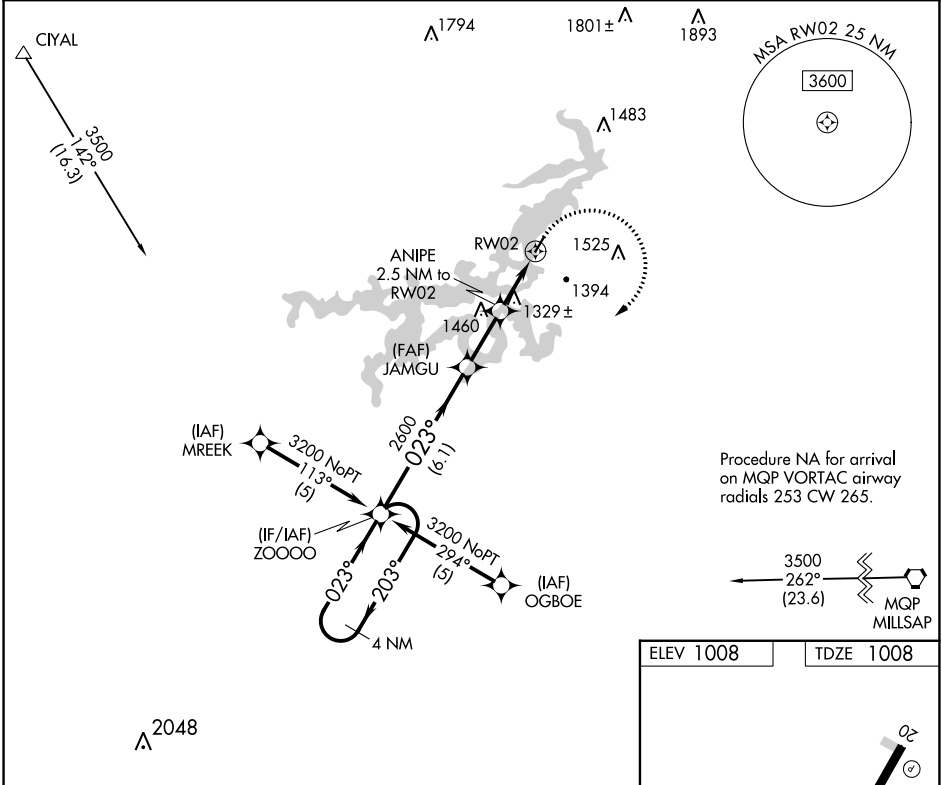 CIYAL
1794
1801±
1893
MSA RW02 25 NM
3600
3500
142°
(16.3)
1483
RW02
1525
ANIPE
2.5 NM to
RW02
1394
1329±
1460
(FAF)
JAMGU
2600
023°
(6.1)
(IAF)
MREEK
3200 NoPT
113°
(5)
Procedure NA for arrival
on MQP VORTAC airway
radials 253 CW 265.
(IF/IAF)
ZOOOO
3200 NoPT
294°
(5)
(IAF)
OGBOE
023°
203°
4 NM
3500
262°
(23.6)
MQP
MILLSAP
ELEV 1008
TDZE 1008
2048
20
P